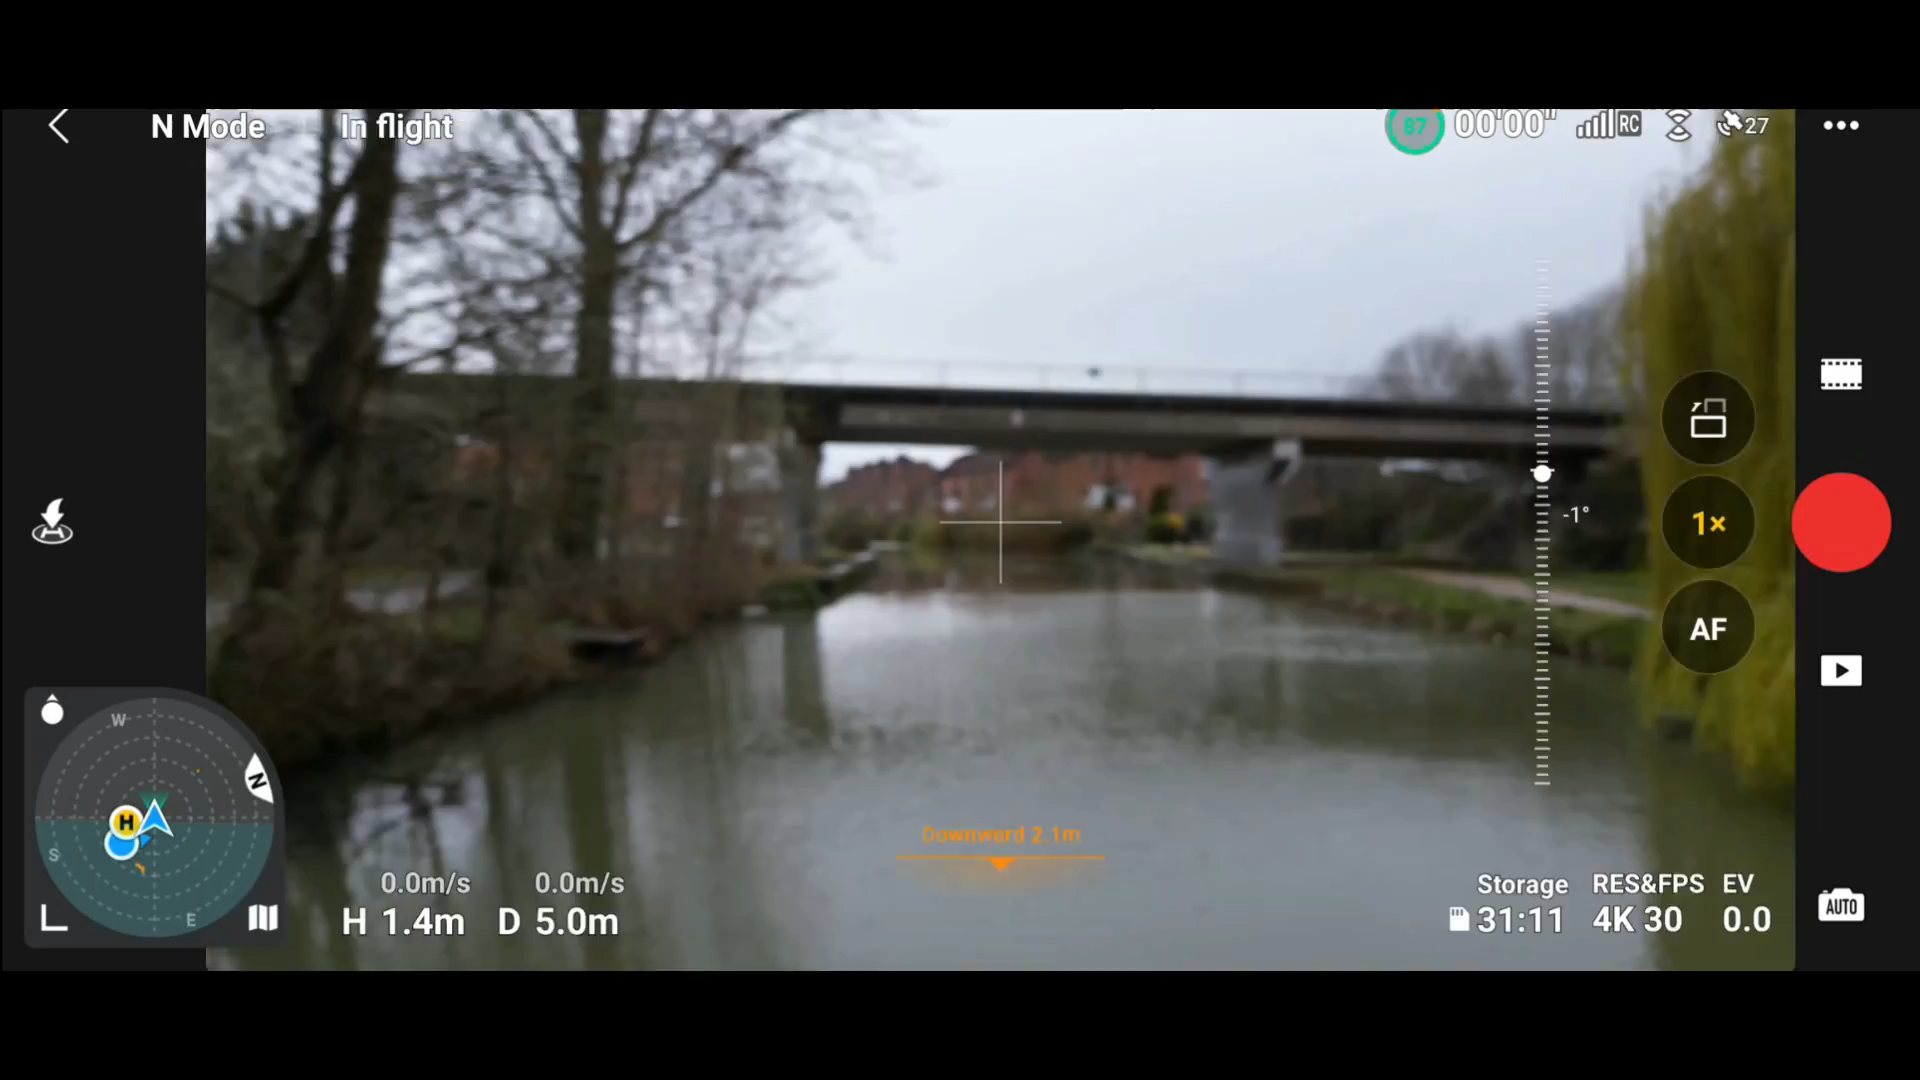 N Mode In flight 87 00'00" RC 27
-1°
1×
AF
W
N
H
S
E
Downward 2.1m
0.0m/s 0.0m/s
H 1.4m D 5.0m
Storage RES&FPS EV
31:11 4K 30 0.0
AUTO